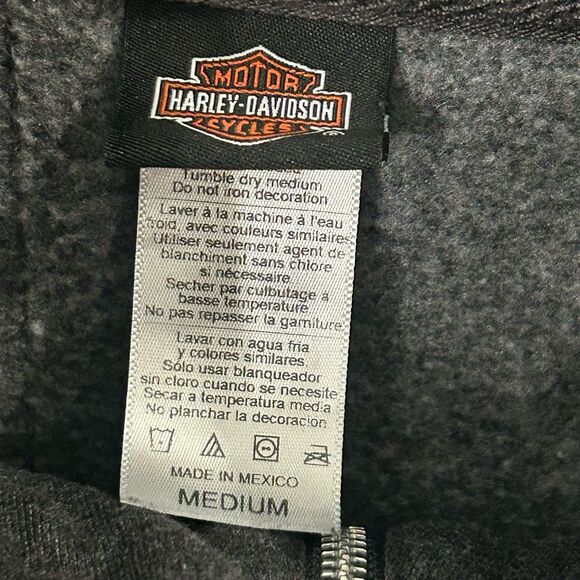 MOTOR
HARLEY-DAVIDSON
CYCLES
Tumble dry medium
Do not iron decoration
Laver à la machine à l'eau
avec couleurs similaires
Utiliser seulement agent de
blanchiment sans chlore
si nécessaire
Secher par culbutage à
basse temperature
No pas repasser la garniture
Lavar con agua fria
y colores similares.
Sólo usar blanqueador
sin cloro cuando se necesite
Secar a temperatura media
No planchar la decoracion
MADE IN MEXICO
MEDIUM